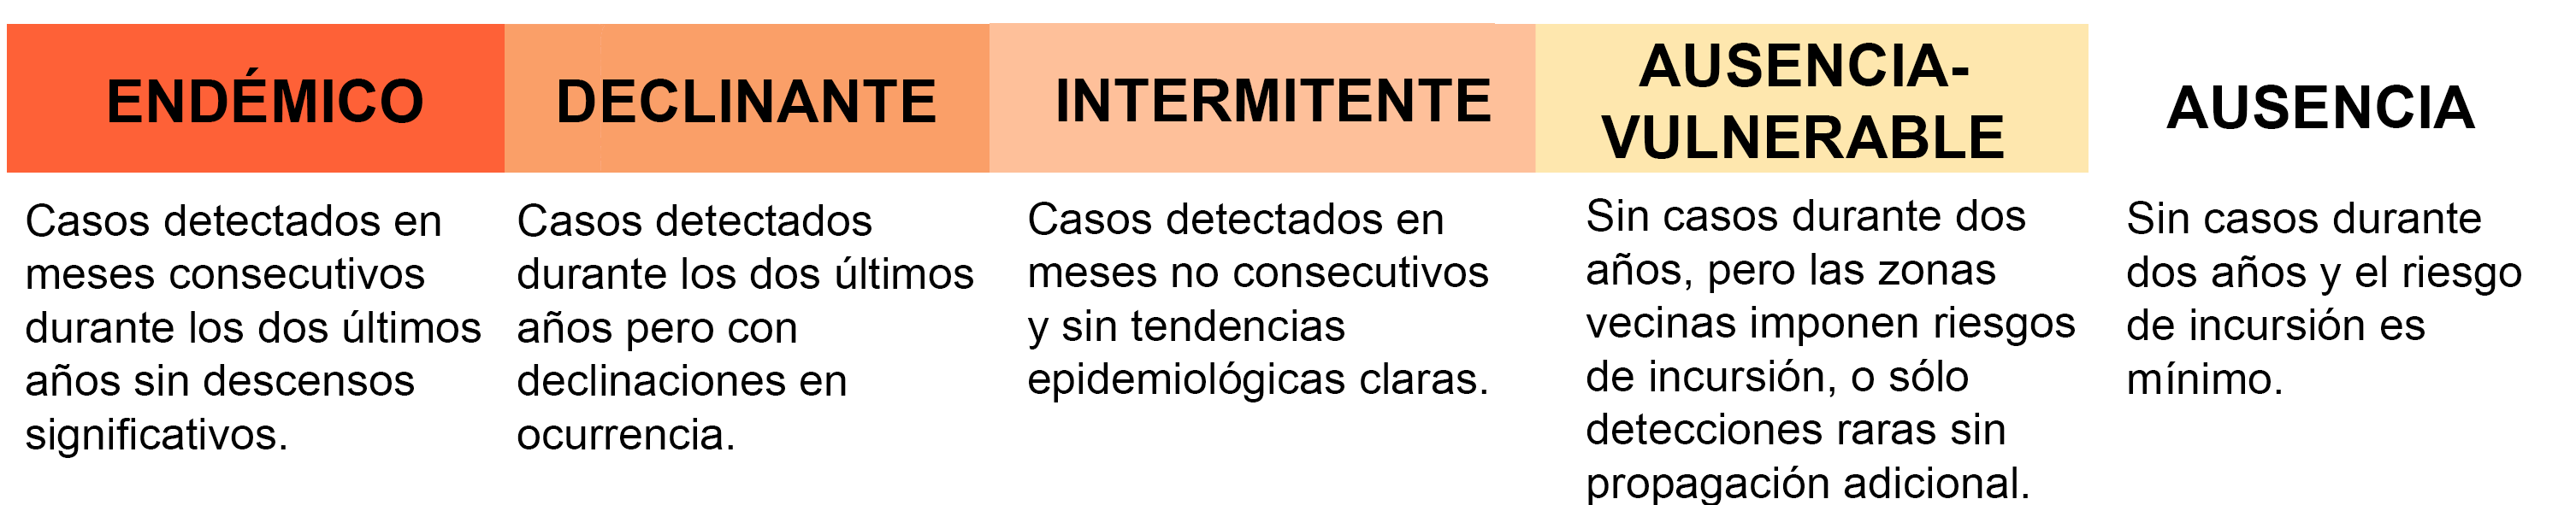 ENDÉMICO
Casos detectados en
meses consecutivos
durante los dos últimos
años sin descensos
significativos.
DECLINANTE
Casos detectados
durante los dos últimos
años pero con
declinaciones en
ocurrencia.
INTERMITENTE
Casos detectados en
meses no consecutivos
y sin tendencias
epidemiológicas claras.
AUSENCIA-
VULNERABLE
Sin casos durante dos
años, pero las zonas
vecinas imponen riesgos
de incursión, o sólo
detecciones raras sin
propagación adicional.
AUSENCIA
Sin casos durante
dos años y el riesgo
de incursión es
mínimo.